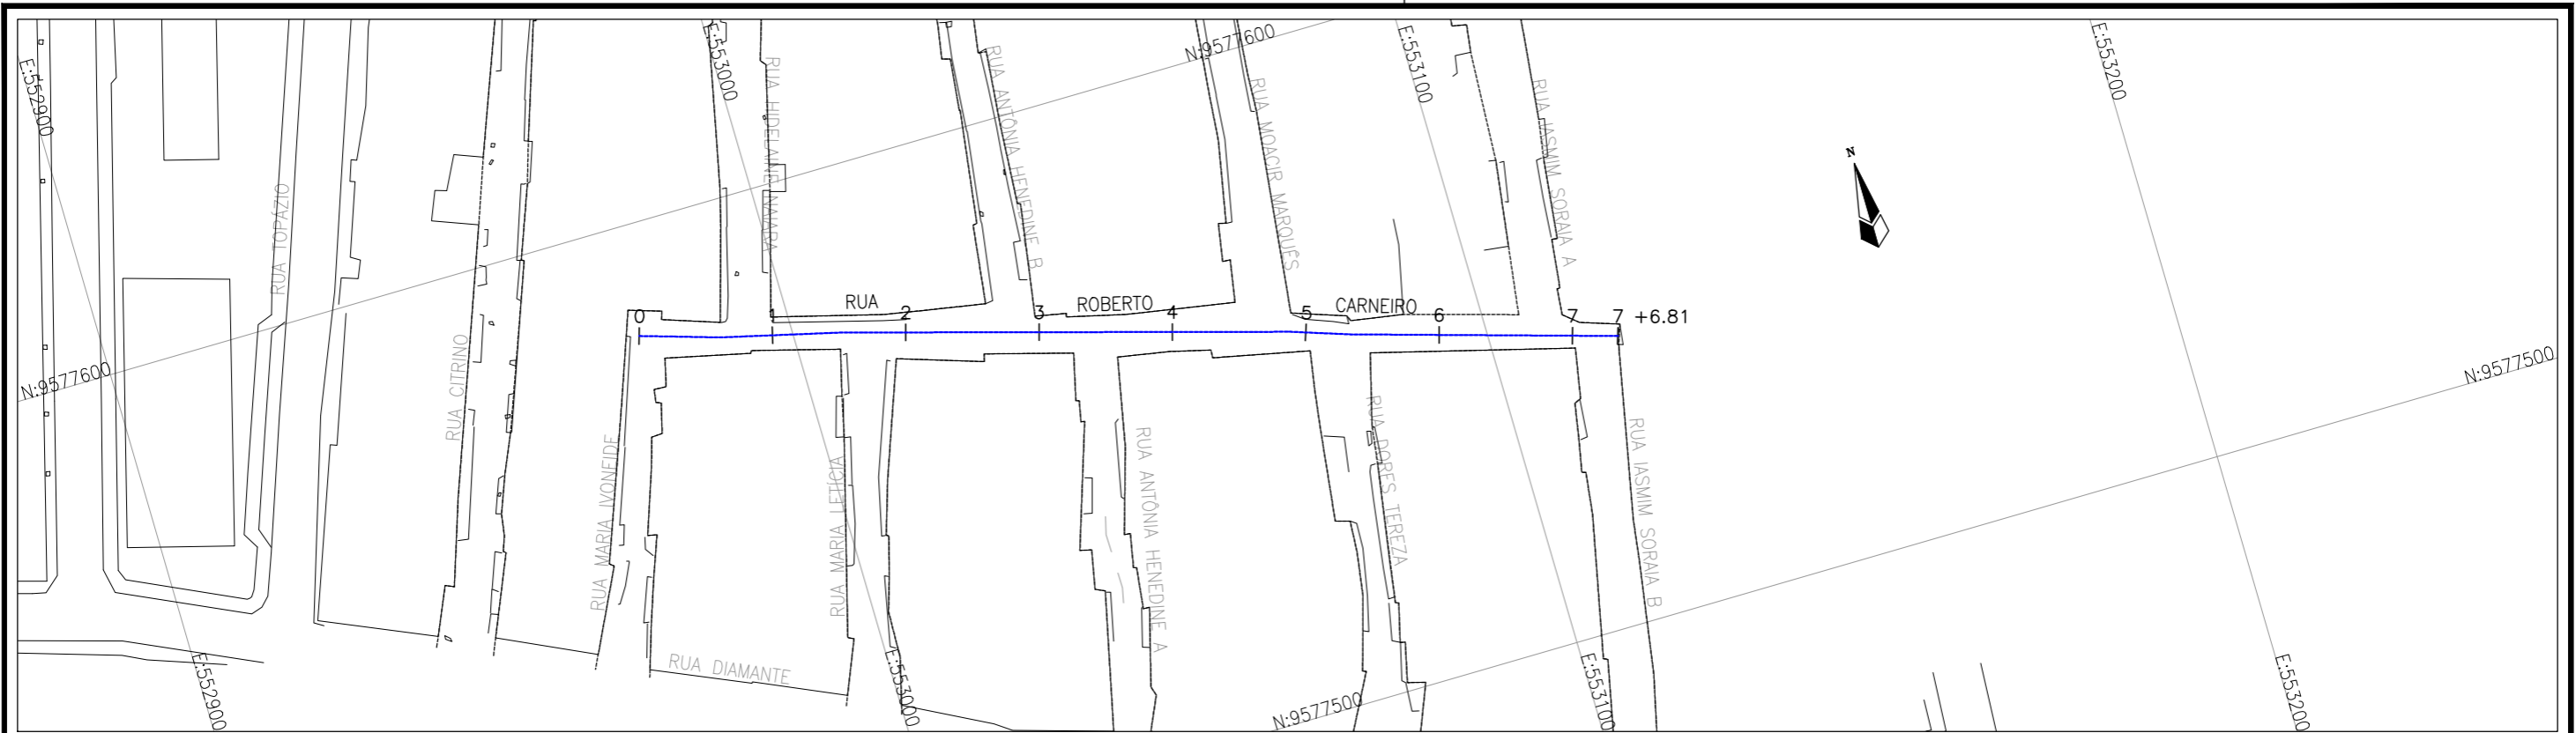 E:552900
E:553000
N:9577600
E:553100
E:553200
RUA HIDELAINE NAIARA
RUA ANTÔNIA HENEDINE B
RUA MOACIR MARQUÊS
RUA IASMIM SORAIA A
N
RUA TOPÁZIO
RUA ROBERTO CARNEIRO
0 1 2 3 4 5 6 7 7 +6.81
N:9577600
RUA CITRINO
N:9577500
RUA MARIA IVONEIDE
RUA MARIA LETÍCIA
RUA ANTÔNIA HENEDINE A
RUA DORES TEREZA
RUA IASMIM SORAIA B
RUA DIAMANTE
E:552900
E:553000
N:9577500
E:553100
E:553200